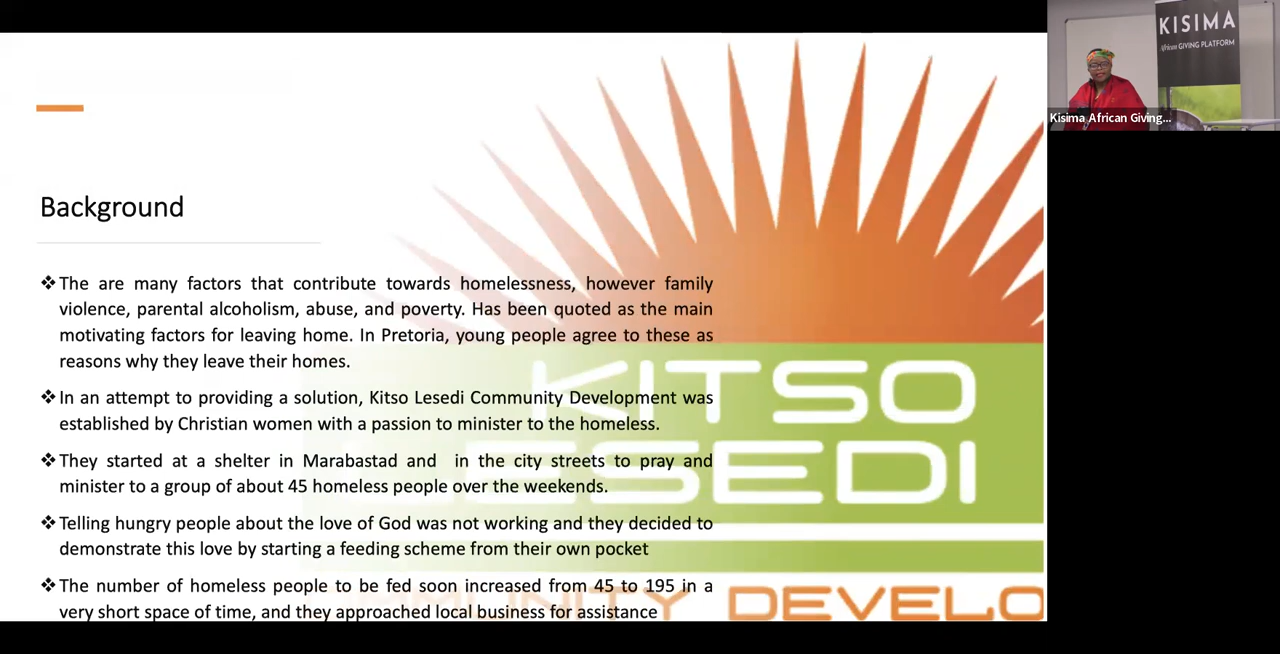 KISIMA
African GIVING PLATFORM
Kisima African Giving...
Background
❖The are many factors that contribute towards homelessness, however family
violence, parental alcoholism, abuse, and poverty. Has been quoted as the main
motivating factors for leaving home. In Pretoria, young people agree to these as
reasons why they leave their homes.
❖In an attempt to providing a solution, Kitso Lesedi Community Development was
established by Christian women with a passion to minister to the homeless.
❖They started at a shelter in Marabastad and in the city streets to pray and
minister to a group of about 45 homeless people over the weekends.
❖Telling hungry people about the love of God was not working and they decided to
demonstrate this love by starting a feeding scheme from their own pocket
❖The number of homeless people to be fed soon increased from 45 to 195 in a
very short space of time, and they approached local business for assistance
KITSO
LESEDI
MUNITY DEVELO